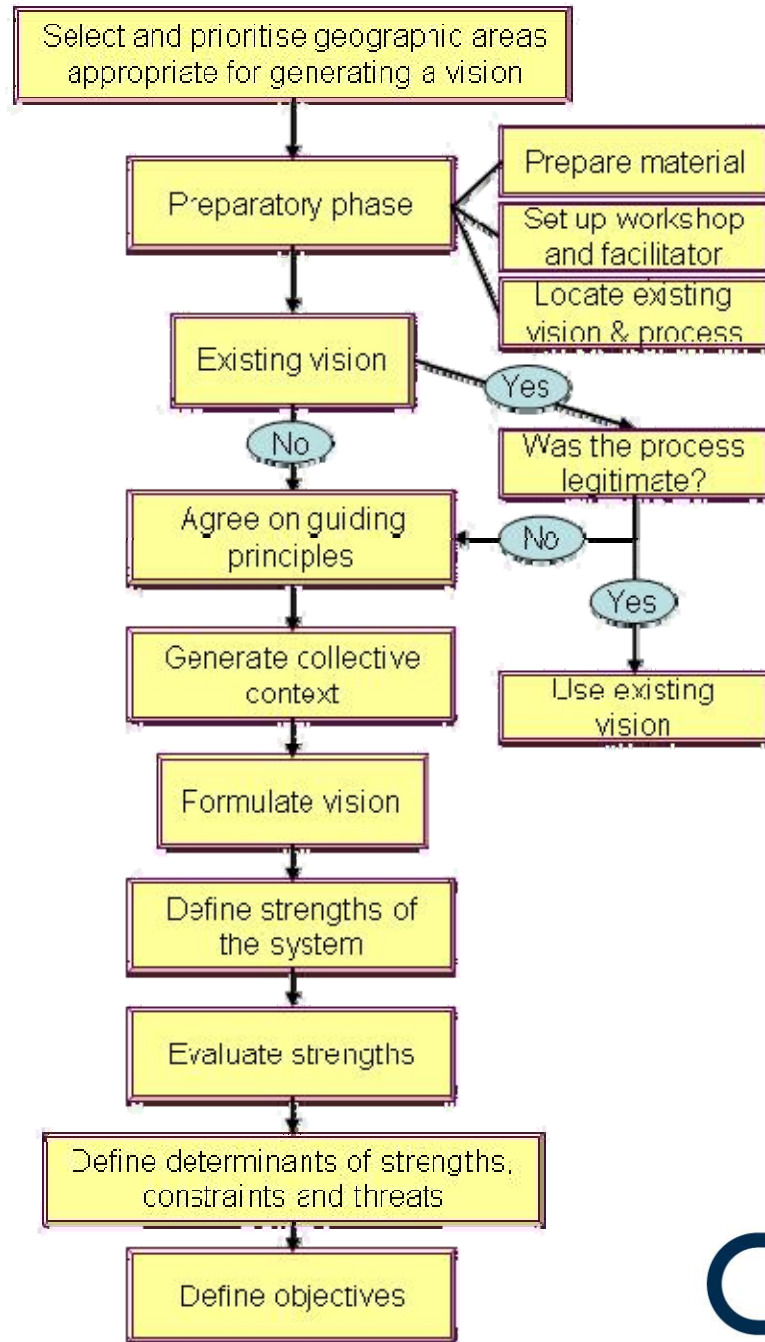 Select and prioritise geographic areas
appropriate for generating a vision
Preparatory phase
Prepare material
Set up workshop
and facilitator
Locate existing
vision & process
Existing vision
Yes
No
Was the process
legitimate?
Agree on guiding
principles
No
Yes
Generate collective
context
Use existing
vision
Formulate vision
Define strengths of
the system
Evaluate strengths
Define determinants of strengths,
constraints and threats
Define objectives